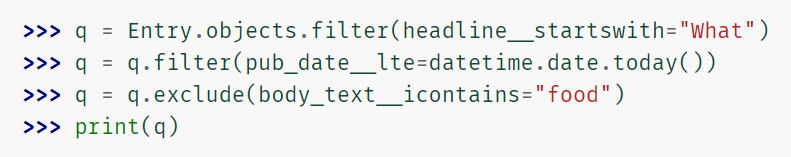 >>> q = Entry.objects.filter(headline__startswith="What")
>>> q = q.filter(pub_date__lte=datetime.date.today())
>>> q = q.exclude(body_text__icontains="food")
>>> print(q)